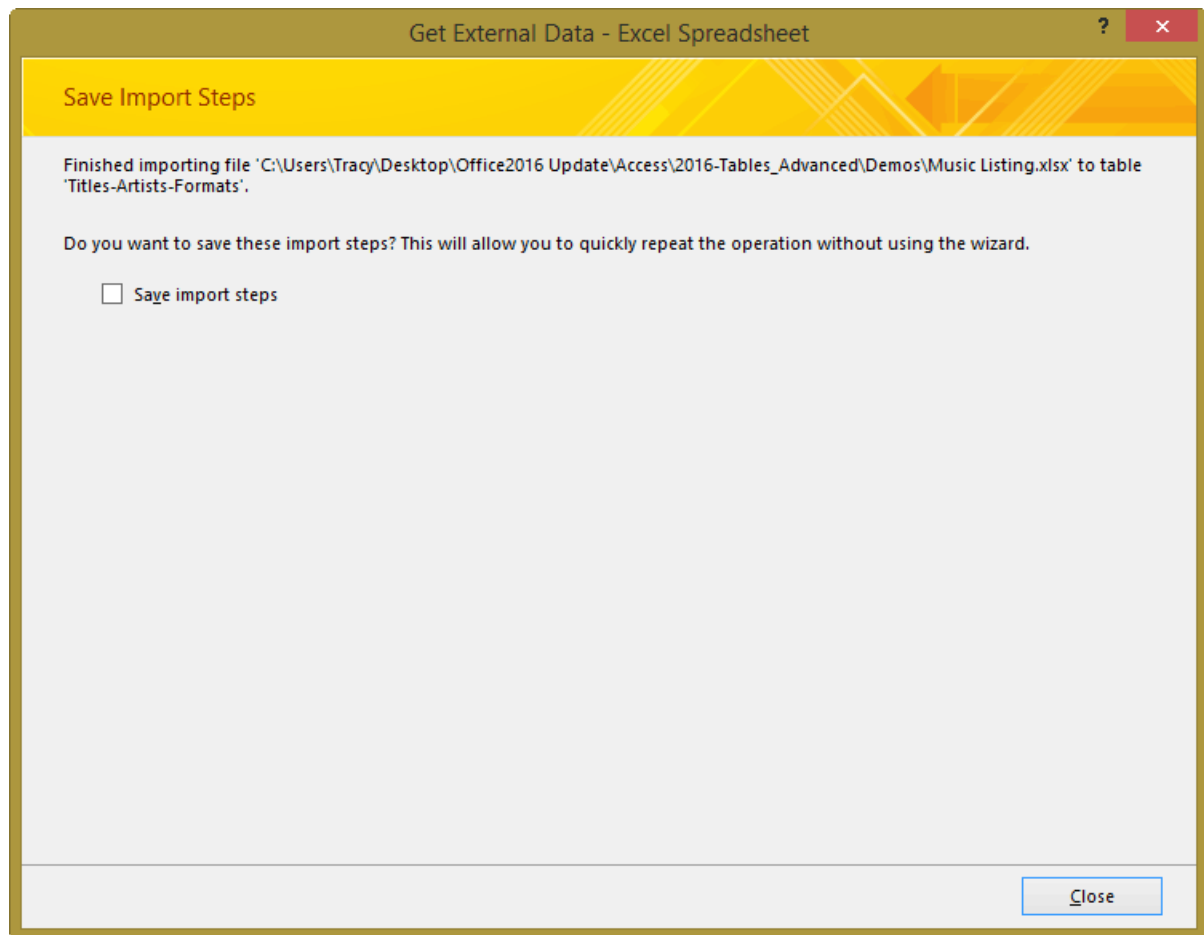 Get External Data - Excel Spreadsheet
?
Save Import Steps
Finished importing file 'C:\Users\Tracy\Desktop\Office2016 Update\Access\2016-Tables_Advanced\Demos\Music Listing.xlsx' to table
'Titles-Artists-Formats'.
Do you want to save these import steps? This will allow you to quickly repeat the operation without using the wizard.
Save import steps
Close